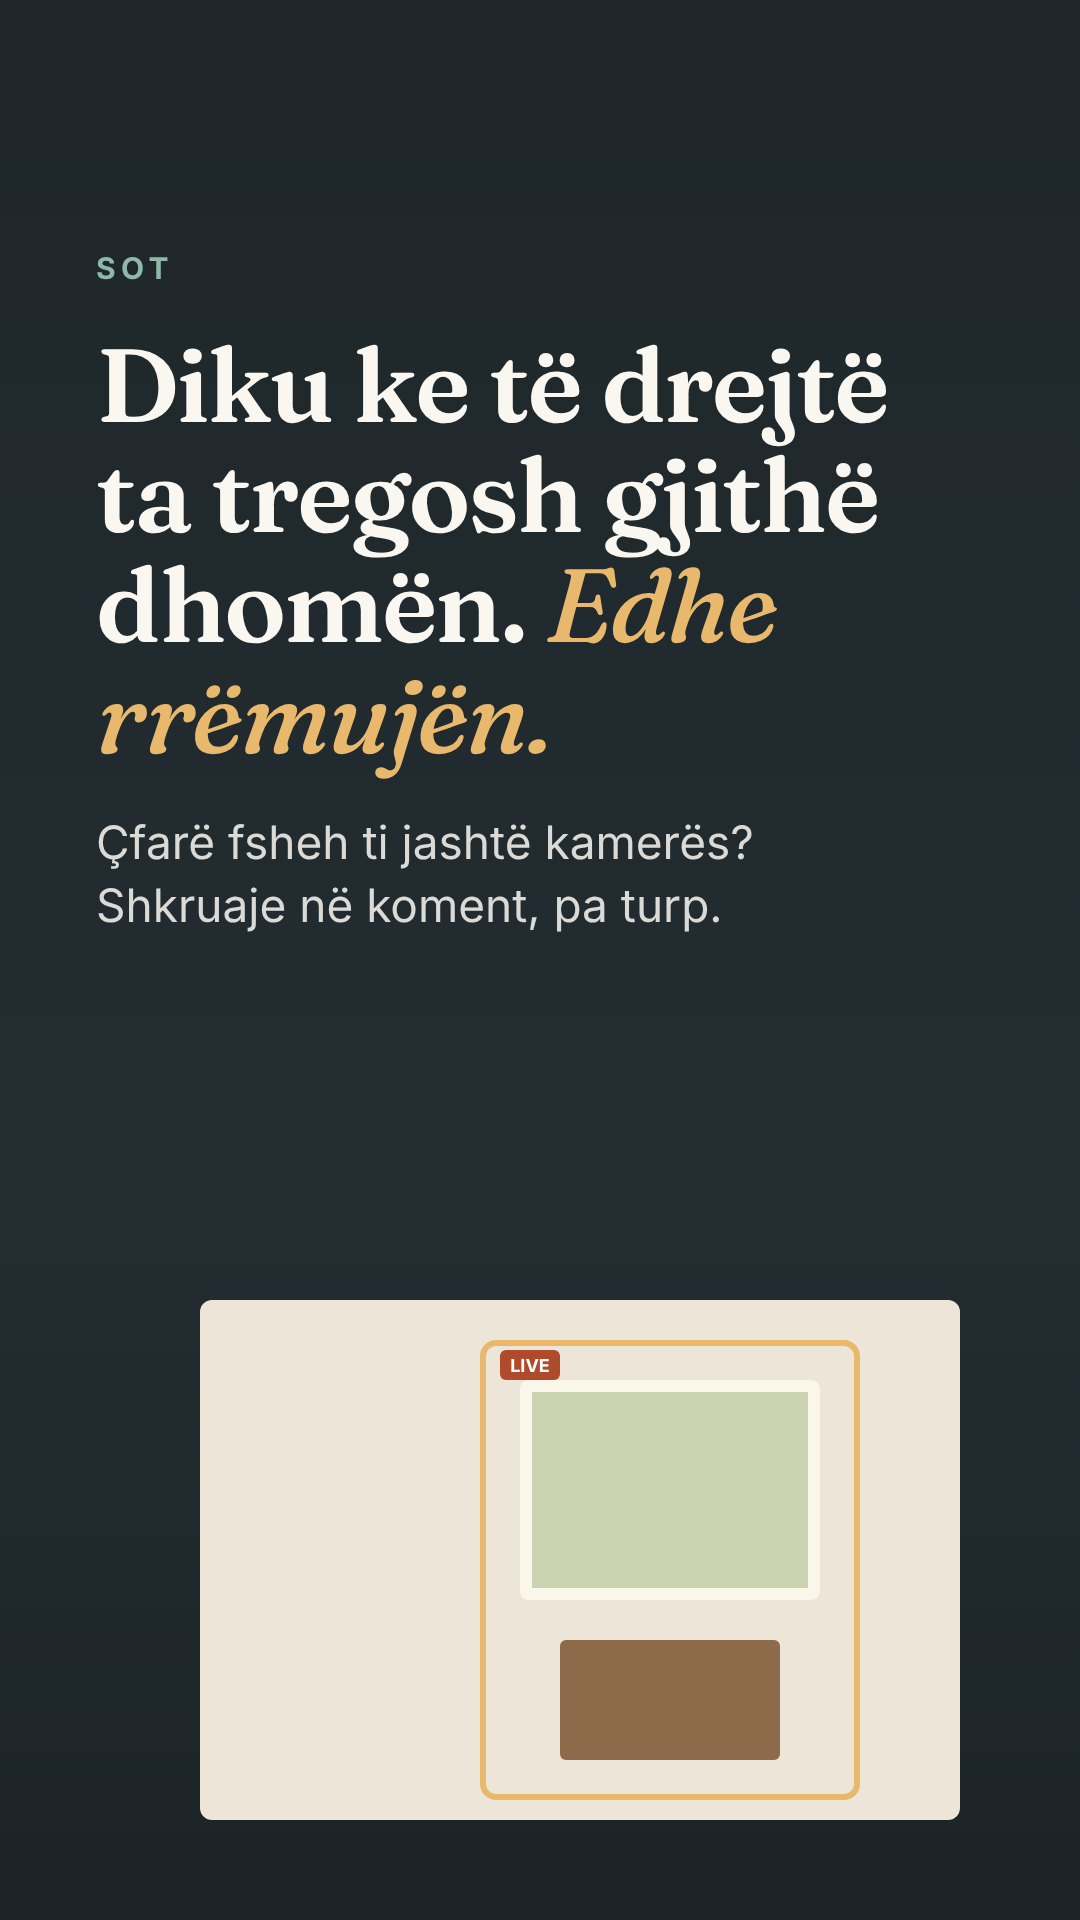 SOT
Diku ke të drejtë
ta tregosh gjithë
dhomën. Edhe
rrëmujën.
Çfarë fsheh ti jashtë kamerës?
Shkruaje në koment, pa turp.
LIVE